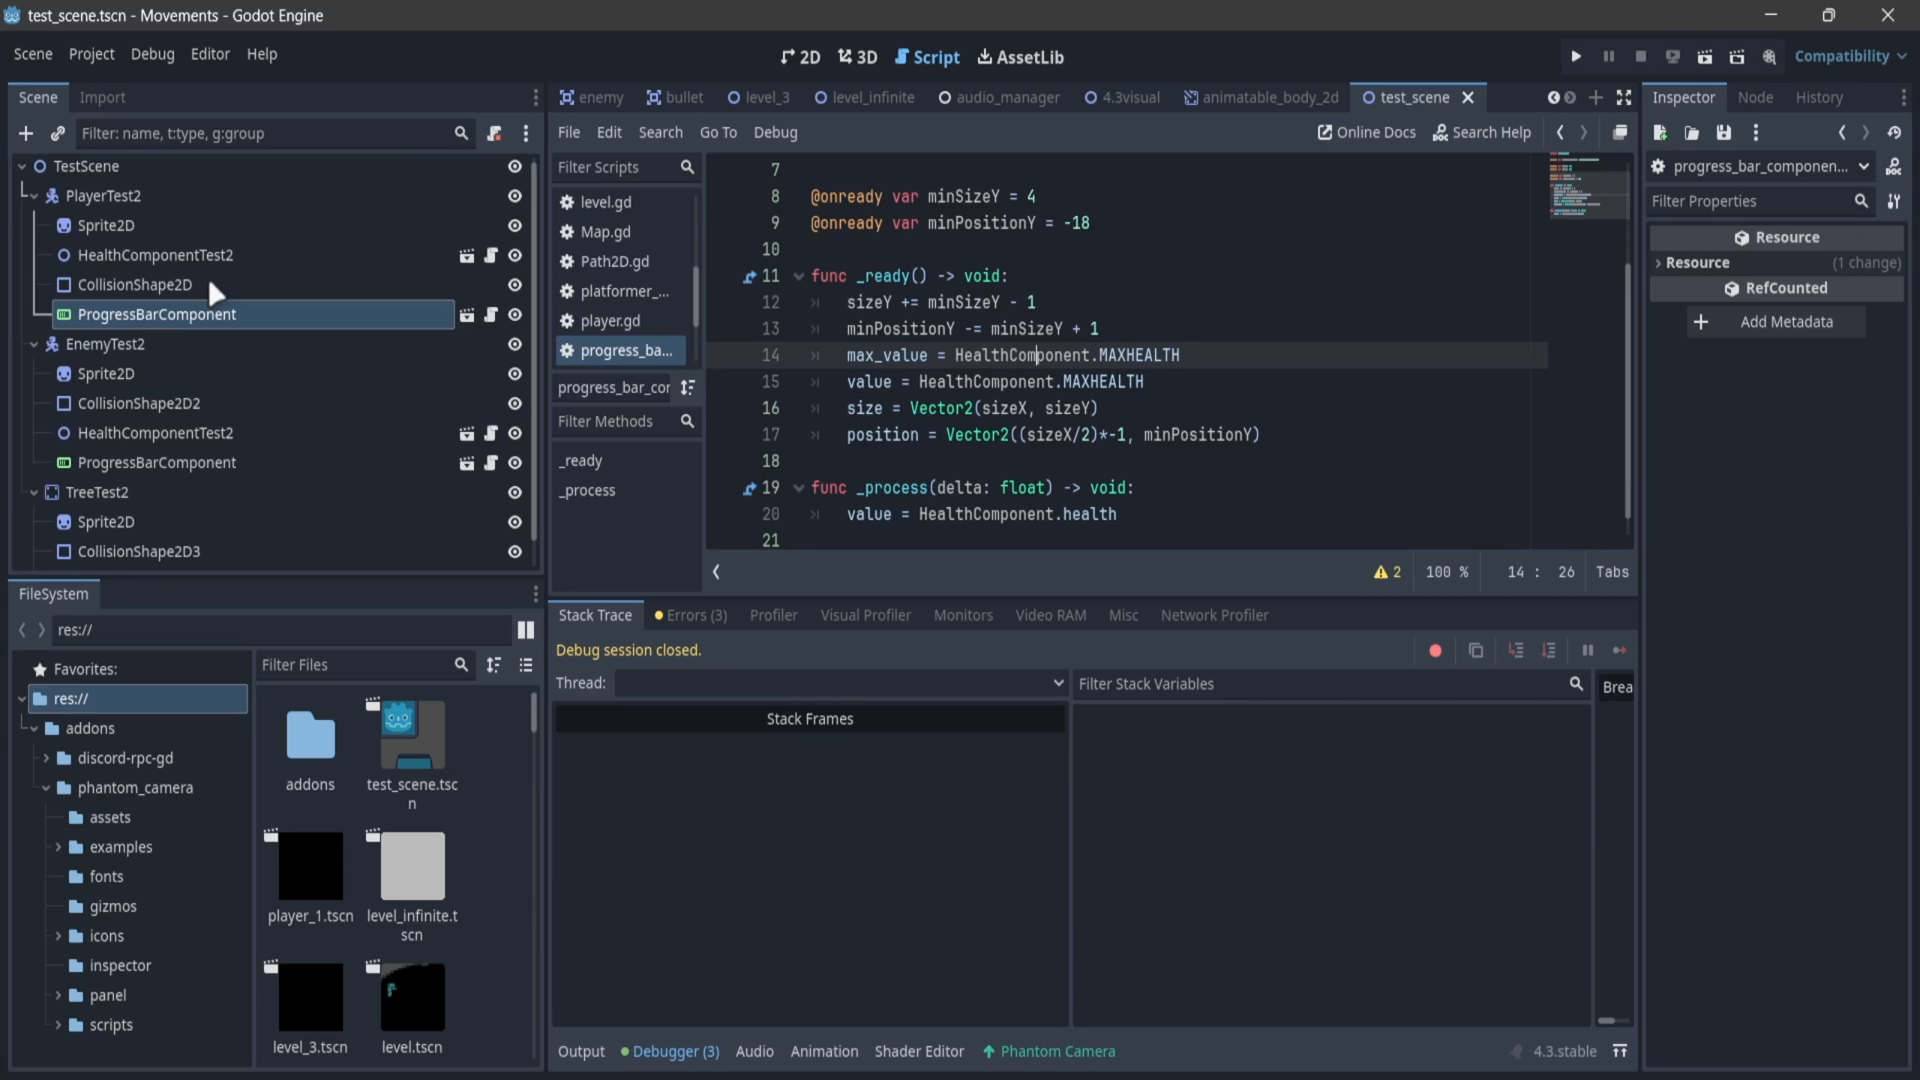 test_scene.tscn - Movements - Godot Engine
Scene Project Debug Editor Help
2D 3D Script AssetLib
Compatibility
Scene Import
Filter: name, t:type, g:group
TestScene
PlayerTest2
Sprite2D
HealthComponentTest2
CollisionShape2D
ProgressBarComponent
EnemyTest2
Sprite2D
CollisionShape2D2
HealthComponentTest2
ProgressBarComponent
TreeTest2
Sprite2D
CollisionShape2D3
FileSystem
res://
Favorites:
res://
addons
discord-rpc-gd
phantom_camera
assets
examples
fonts
gizmos
icons
inspector
panel
scripts
Filter Files
addons
test_scene.tsc
n
player_1.tscn
level_infinite.t
scn
level_3.tscn
level.tscn
enemy bullet level_3 level_infinite audio_manager 4.3visual animatable_body_2d test_scene
File Edit Search Go To Debug
Online Docs Search Help
Filter Scripts
level.gd
Map.gd
Path2D.gd
platformer_...
player.gd
progress_ba...
progress_bar_cor
Filter Methods
_ready
_process
7
8 @onready var minSizeY = 4
9 @onready var minPositionY = -18
10
11 func _ready() -> void:
12 sizeY += minSizeY - 1
13 minPositionY -= minSizeY + 1
14 max_value = HealthComponent.MAXHEALTH
15 value = HealthComponent.MAXHEALTH
16 size = Vector2(sizeX, sizeY)
17 position = Vector2((sizeX/2)*-1, minPositionY)
18
19 func _process(delta: float) -> void:
20 value = HealthComponent.health
21
2 100 % 14 : 26 Tabs
Stack Trace Errors (3) Profiler Visual Profiler Monitors Video RAM Misc Network Profiler
Debug session closed.
Thread:
Filter Stack Variables
Brea
Stack Frames
Output Debugger (3) Audio Animation Shader Editor Phantom Camera
4.3.stable
Inspector Node History
progress_bar_componen...
Filter Properties
Resource
Resource (1 change)
RefCounted
Add Metadata